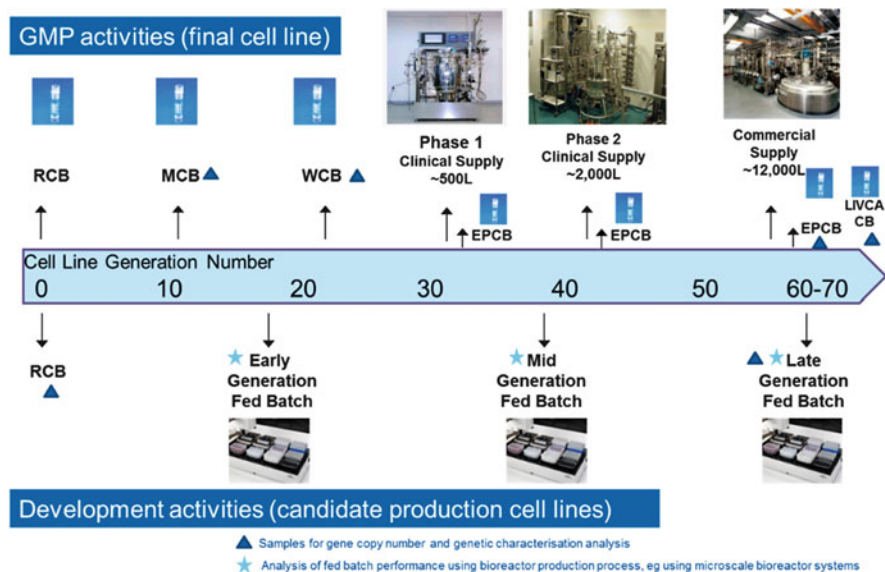 GMP activities (final cell line)
RCB
MCB
WCB
Phase 1
Clinical Supply
~500L
EPCB
Phase 2
Clinical Supply
~2,000L
EPCB
Commercial
Supply
~12,000L
EPCB
LIVCA
CB
Cell Line Generation Number
0 10 20 30 40 50 60-70
RCB
Early
Generation
Fed Batch
Mid
Generation
Fed Batch
Late
Generation
Fed Batch
Development activities (candidate production cell lines)
Samples for gene copy number and genetic characterisation analysis
Analysis of fed batch performance using bioreactor production process, eg using microscale bioreactor systems